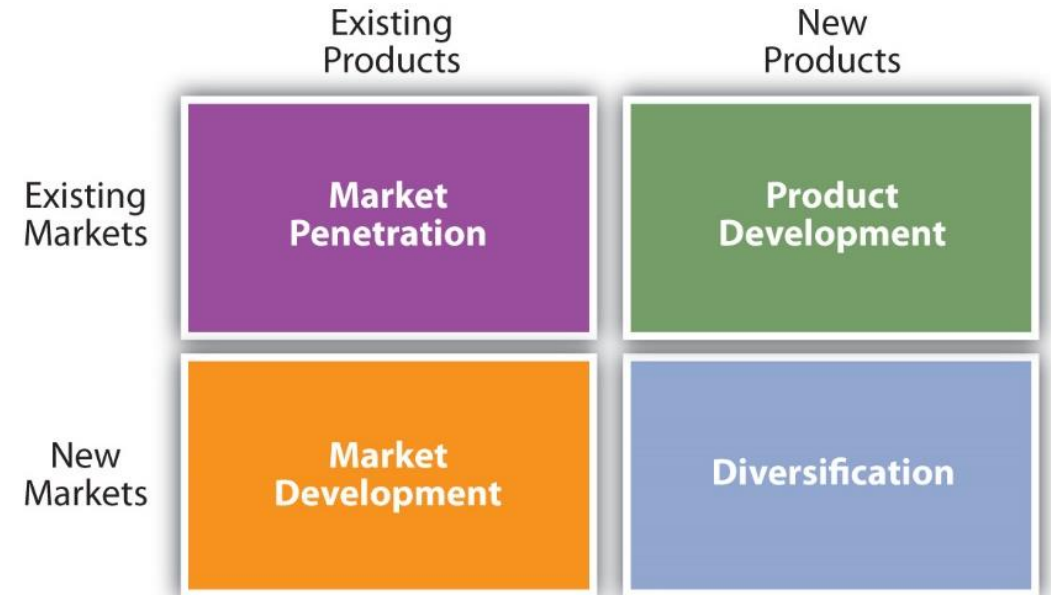 Existing
Products
New
Products
Existing
Markets
Market
Penetration
Product
Development
New
Markets
Market
Development
Diversification